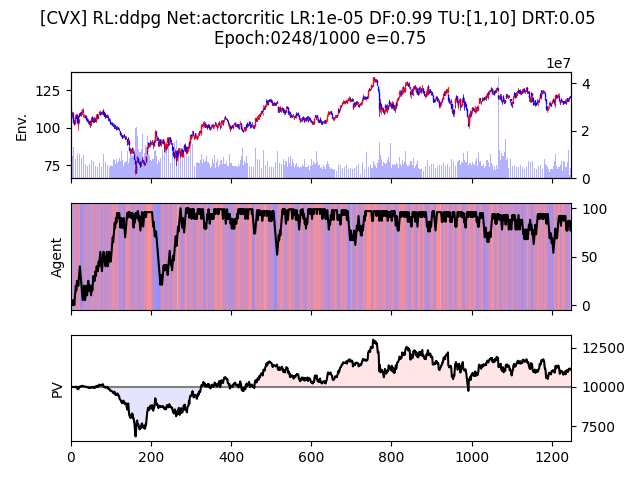 [CVX] RL:ddpg Net:actorcritic LR:1e-05 DF:0.99 TU:[1,10] DRT:0.05
Epoch:0248/1000 e=0.75
1e7
Env.
125
100
75
4
2
0
Agent
100
50
0
PV
12500
10000
7500
0 200 400 600 800 1000 1200